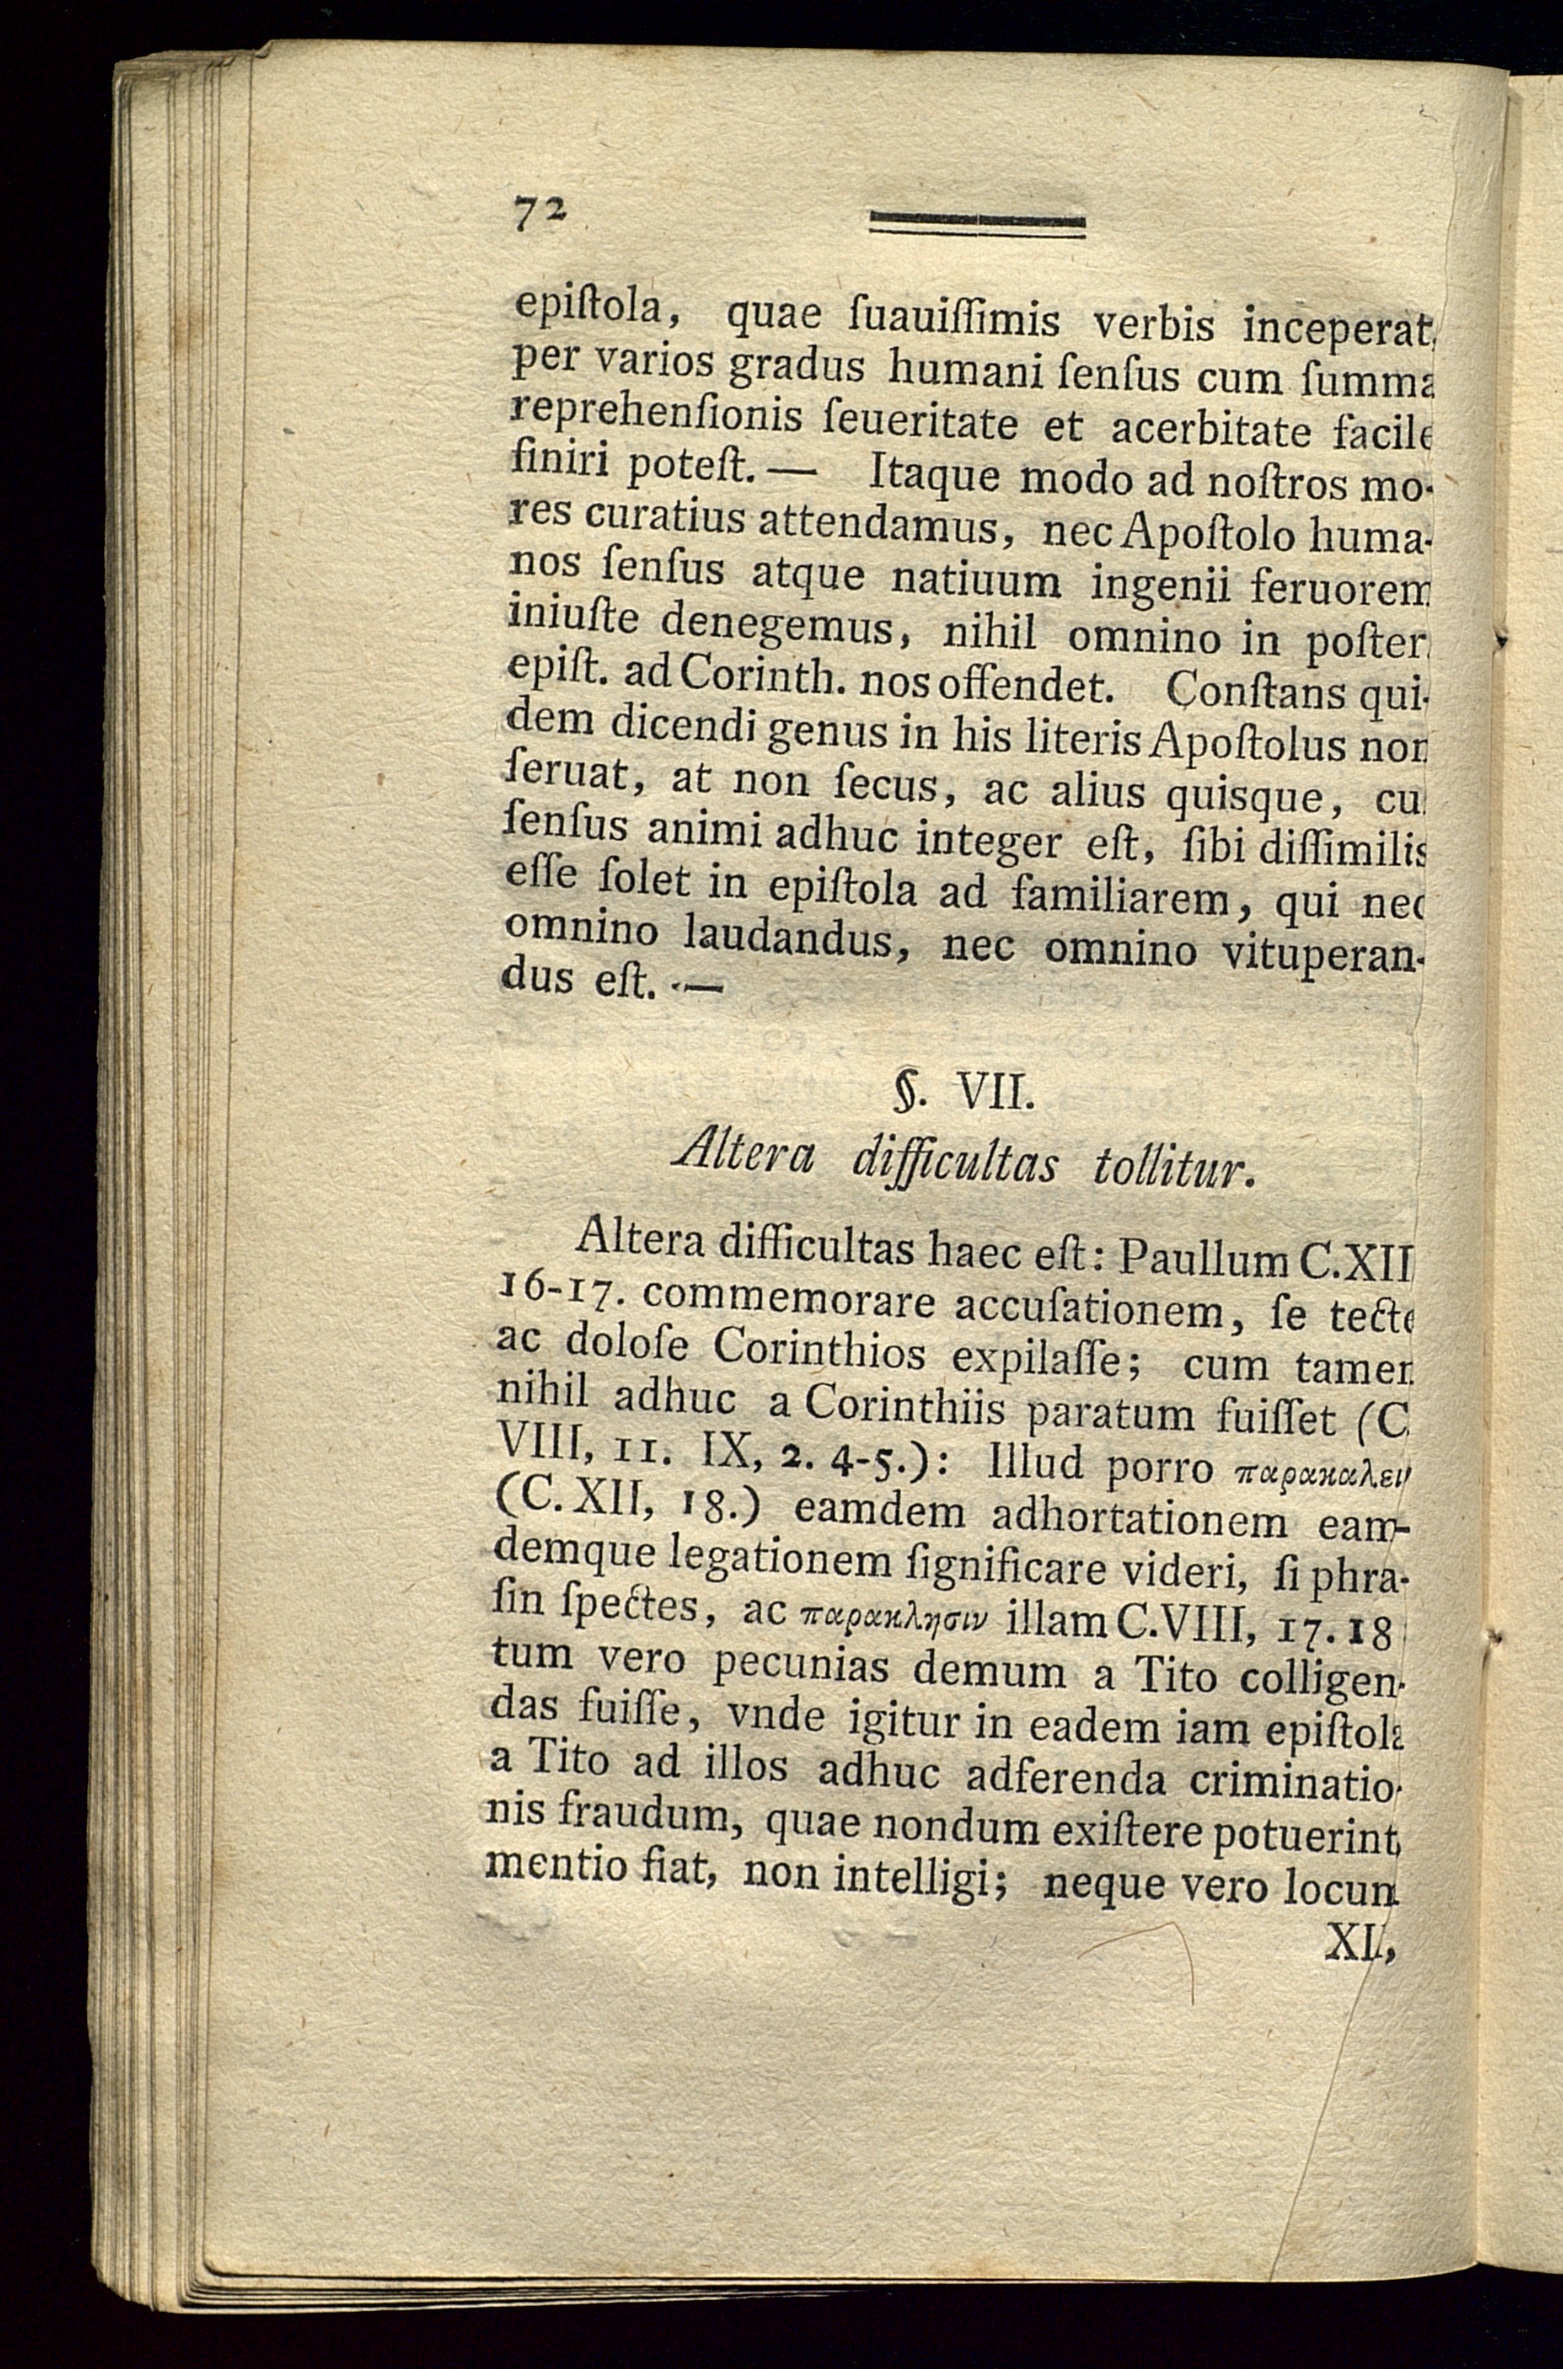 72
epiſtola, quae ſuauiſſimis verbis inceperat,
per varios gradus humani ſenſus cum ſumma
reprehenſionis ſeueritate et acerbitate facile
finiri poteſt. — Itaque modo ad noſtros mo-
res curatius attendamus, nec Apoſtolo huma-
nos ſenſus atque natiuum ingenii feruorem
iniuſte denegemus, nihil omnino in poſter.
epiſt. ad Corinth. nos offendet. Conſtans qui-
dem dicendi genus in his literis Apoſtolus non
ſeruat, at non ſecus, ac alius quisque, cui
ſenſus animi adhuc integer eſt, ſibi diſſimilis
eſſe ſolet in epiſtola ad familiarem, qui nec
omnino laudandus, nec omnino vituperan-
dus eſt. —
§. VII.
Altera difficultas tollitur.
Altera difficultas haec eſt: Paullum C. XII
16-17. commemorare accuſationem, ſe tecte
ac doloſe Corinthios expilaſſe; cum tamen
nihil adhuc a Corinthiis paratum fuiſſet (C.
VIII, 11. IX, 2. 4-5.): Illud porro παρακαλειν
(C. XII, 18.) eamdem adhortationem eam-
demque legationem ſignificare videri, ſi phra-
ſin ſpectes, ac παρακλησιν illam C. VIII, 17. 18
tum vero pecunias demum a Tito colligen-
das fuiſſe, vnde igitur in eadem iam epiſtola
a Tito ad illos adhuc adferenda criminatio-
nis fraudum, quae nondum exiſtere potuerint,
mentio fiat, non intelligi; neque vero locum
XII,